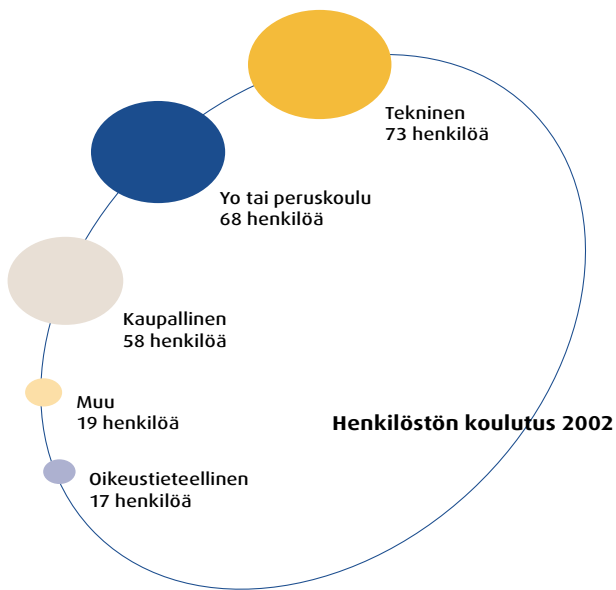 Tekninen
73 henkilöä
Yo tai peruskoulu
68 henkilöä
Kaupallinen
58 henkilöä
Muu
19 henkilöä
Henkilöstön koulutus 2002
Oikeustieteellinen
17 henkilöä